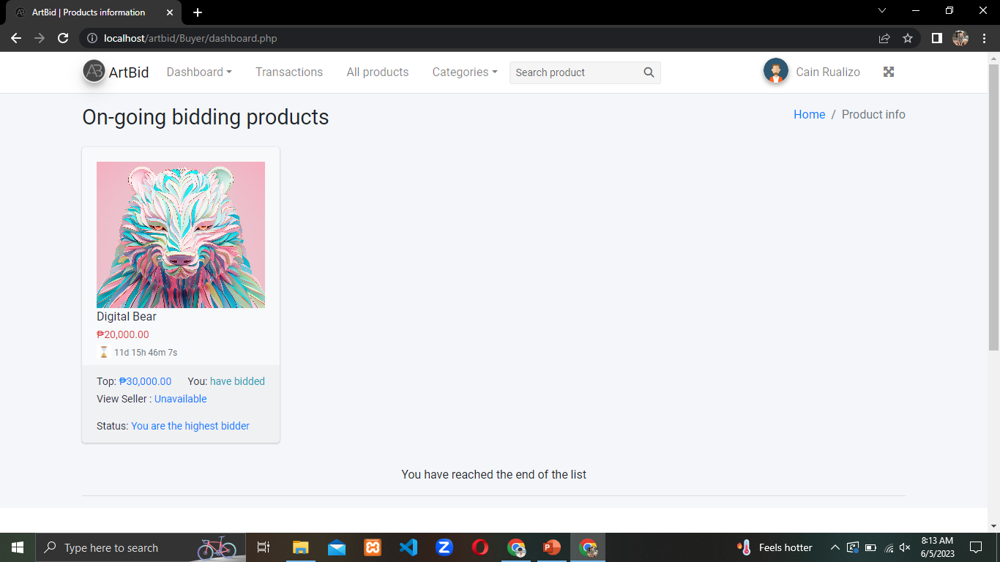 ArtBid | Products information
localhost/artbid/Buyer/dashboard.php
AB ArtBid Dashboard Transactions All products Categories Search product Cain Rualizo
On-going bidding products
Home / Product info
Digital Bear
₱20,000.00
11d 15h 46m 7s
Top: ₱30,000.00 You: have bidded
View Seller : Unavailable
Status: You are the highest bidder
You have reached the end of the list
Type here to search
Feels hotter
8:13 AM
6/5/2023